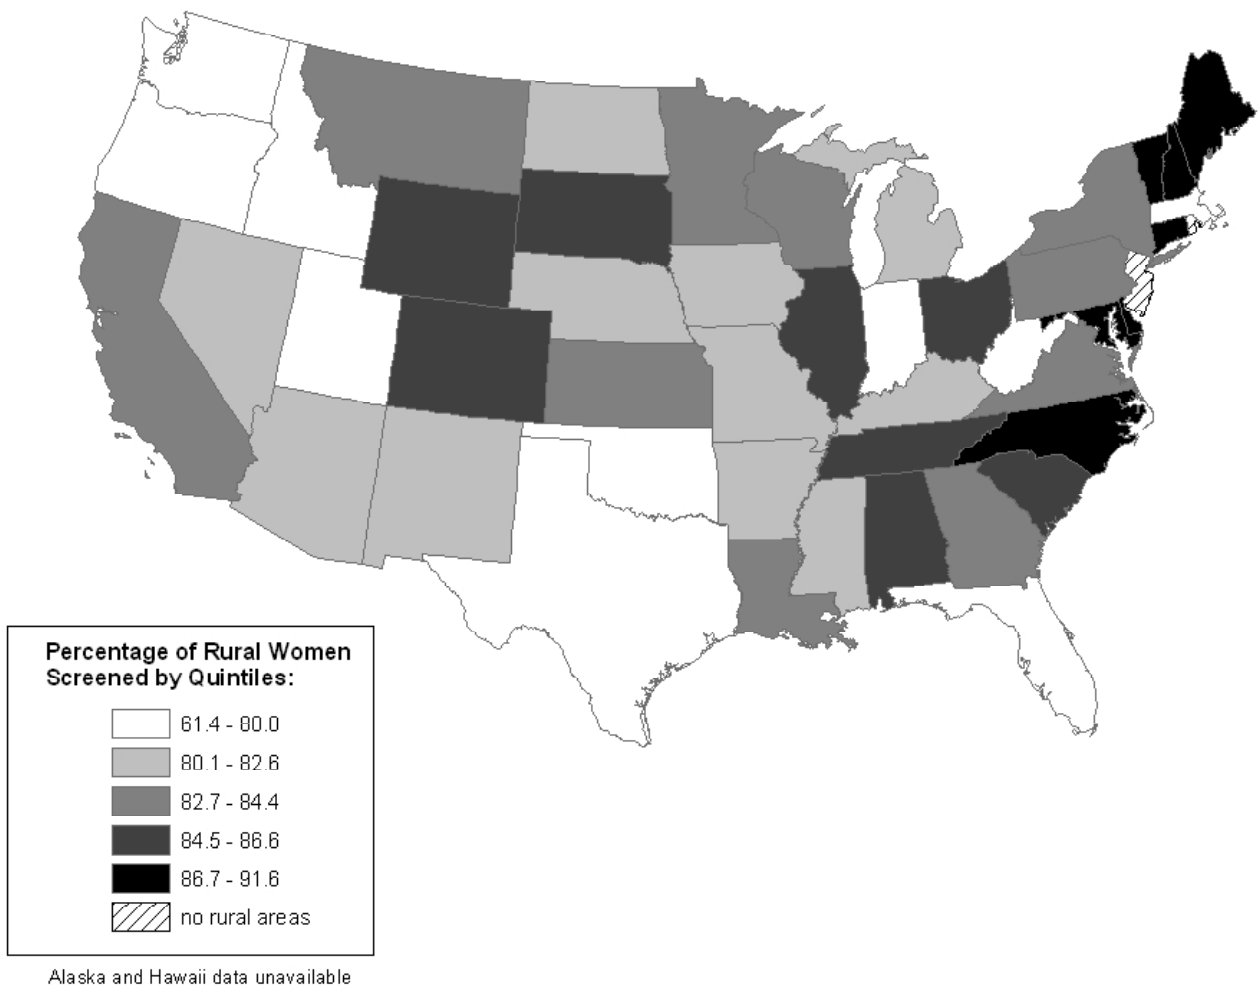 Percentage of Rural Women
Screened by Quintiles:
61.4 - 80.0
80.1 - 82.6
82.7 - 84.4
84.5 - 86.6
86.7 - 91.6
no rural areas
Alaska and Hawaii data unavailable